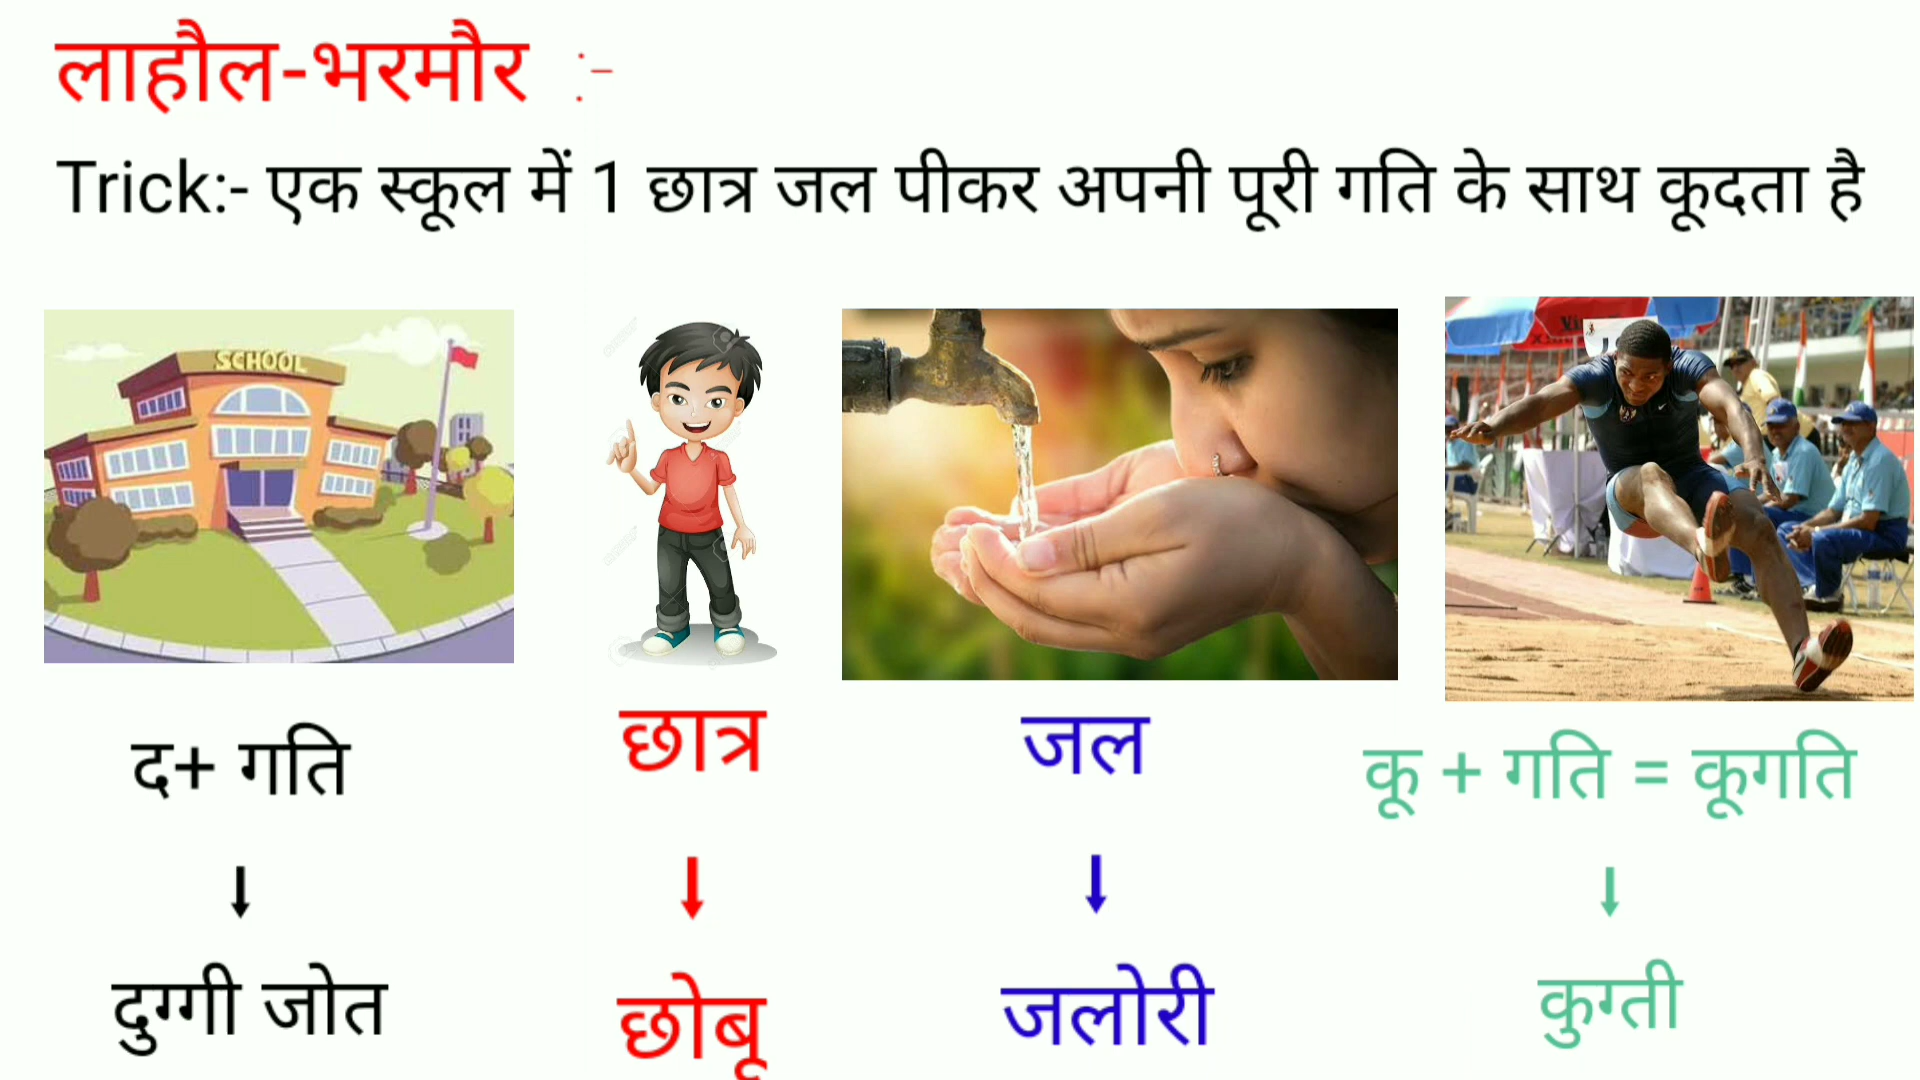 लाहौल-भरमौर :-
Trick:- एक स्कूल में 1 छात्र जल पीकर अपनी पूरी गति के साथ कूदता है
SCHOOL
द+ गति
छात्र
जल
कू + गति = कूगति
दुग्गी जोत
छोबू
जलोरी
कुग्ती